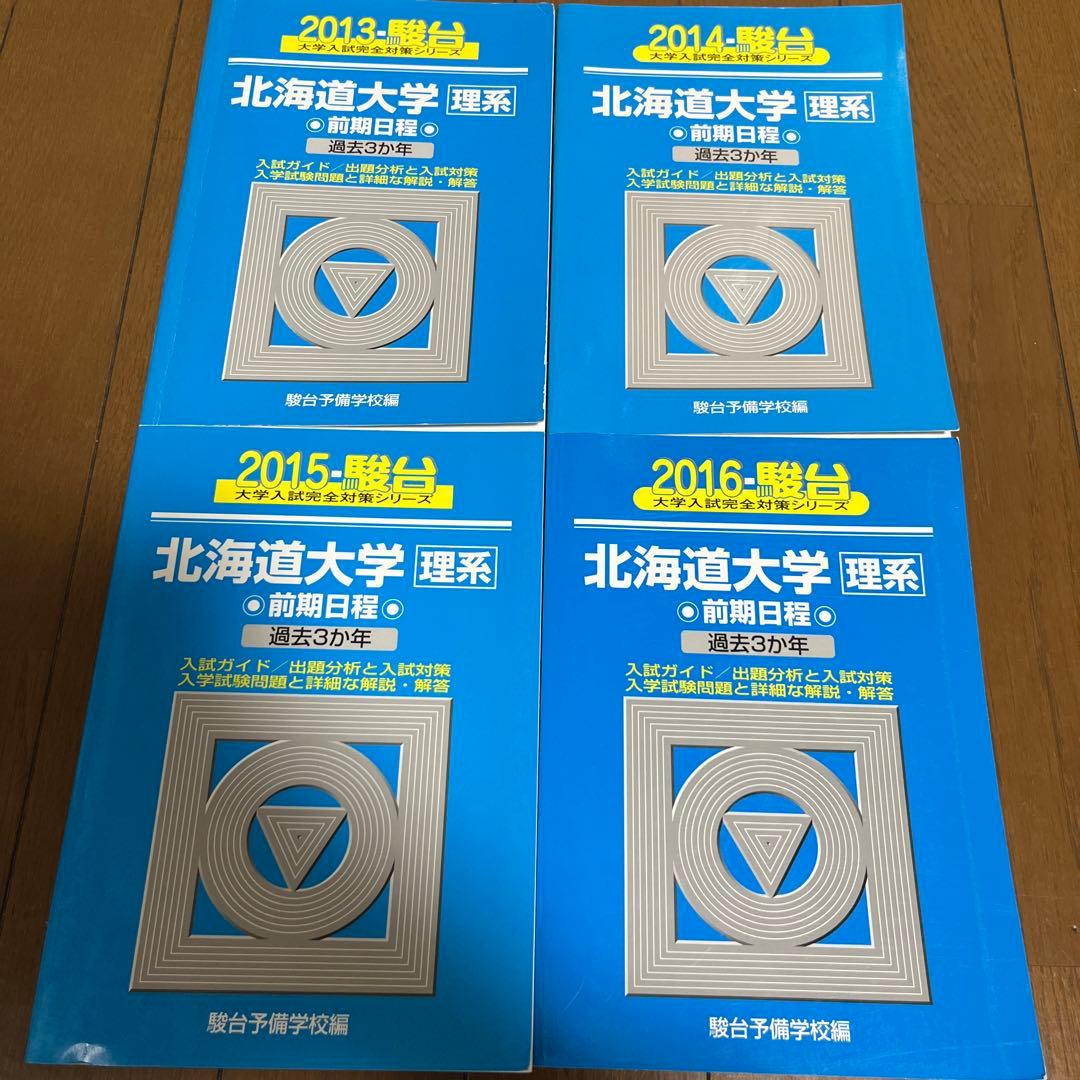 2013-駿台
大学入試完全対策シリーズ
北海道大学 理系
前期日程
過去3か年
入試ガイド/出題分析と入試対策
入学試験問題と詳細な解説・解答
駿台予備学校編
2014-駿台
大学入試完全対策シリーズ
北海道大学 理系
前期日程
過去3か年
入試ガイド/出題分析と入試対策
入学試験問題と詳細な解説・解答
駿台予備学校編
2015-駿台
大学入試完全対策シリーズ
北海道大学 理系
前期日程
過去3か年
入試ガイド/出題分析と入試対策
入学試験問題と詳細な解説・解答
駿台予備学校編
2016-駿台
大学入試完全対策シリーズ
北海道大学 理系
前期日程
過去3か年
入試ガイド/出題分析と入試対策
入学試験問題と詳細な解説・解答
駿台予備学校編